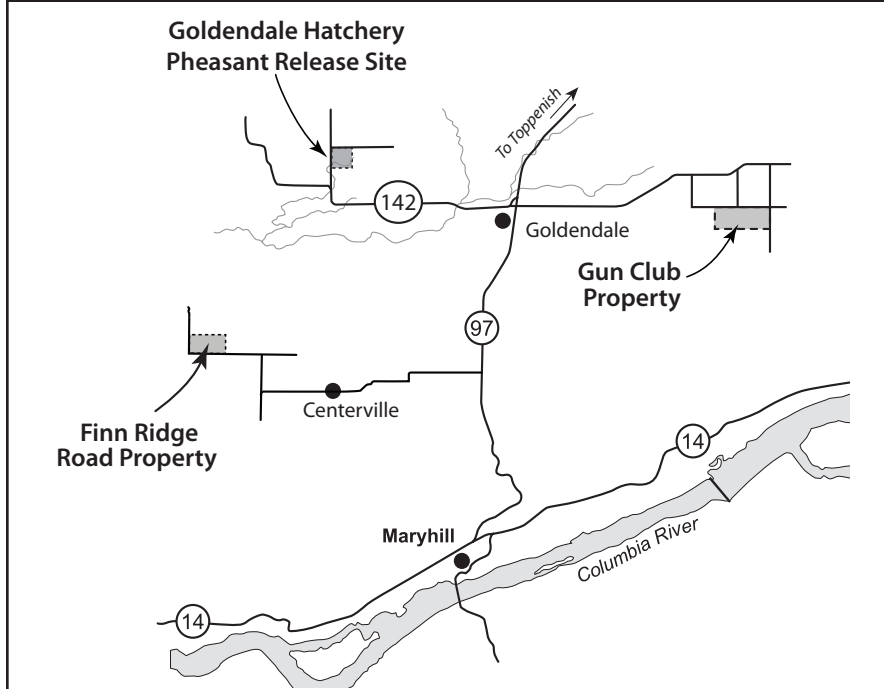 Goldendale Hatchery
Pheasant Release Site
To Toppenish
142
Goldendale
Gun Club
Property
97
Centerville
Finn Ridge
Road Property
14
Maryhill
Columbia River
14